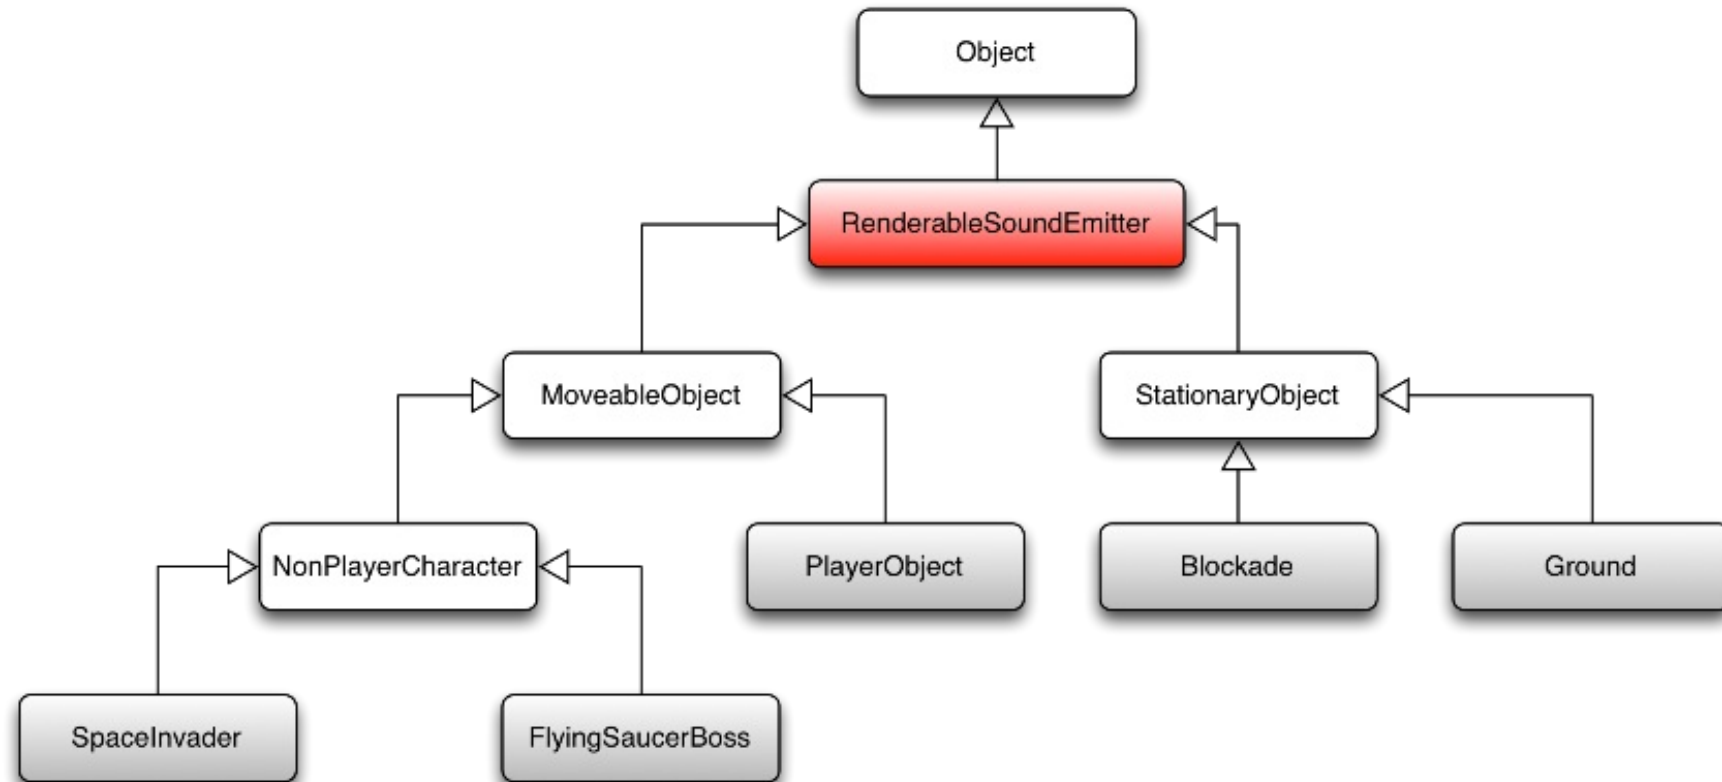 Object
RenderableSoundEmitter
MoveableObject
StationaryObject
NonPlayerCharacter
PlayerObject
Blockade
Ground
SpaceInvader
FlyingSaucerBoss